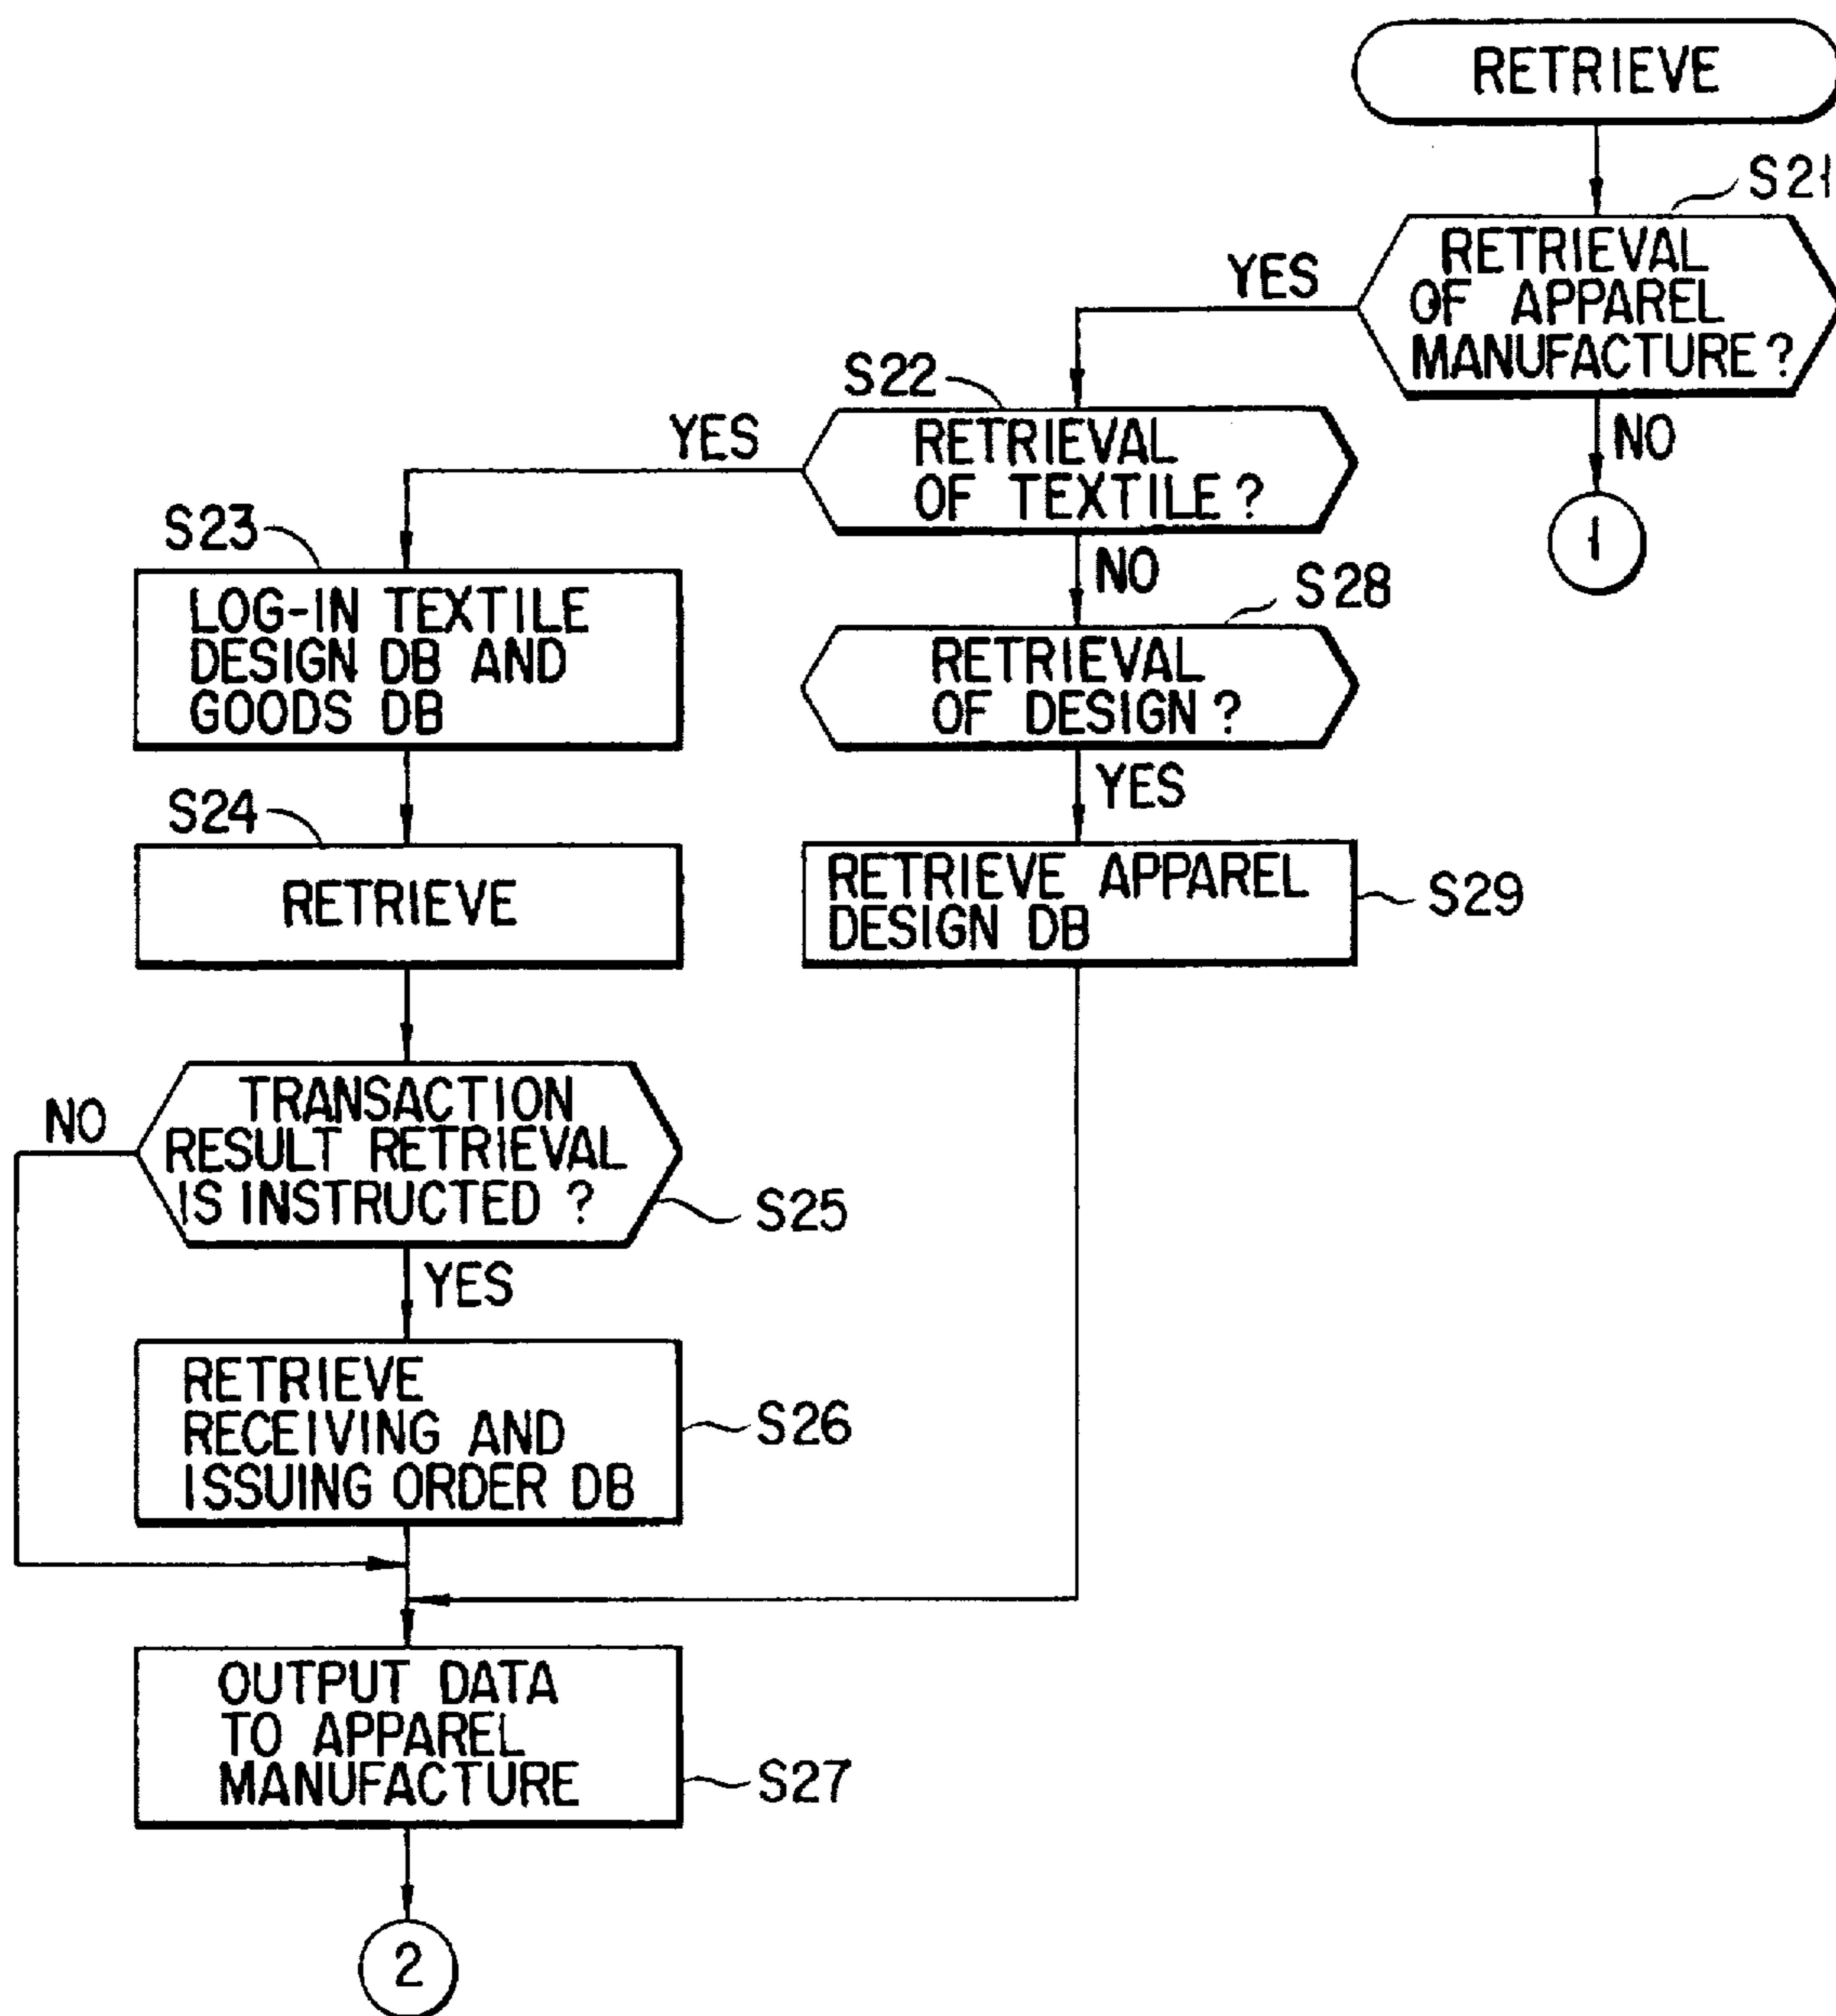 RETRIEVE
S21
RETRIEVAL
OF APPAREL
MANUFACTURE?
YES
NO
1
S22
RETRIEVAL
OF TEXTILE?
YES
NO
S23
LOG-IN TEXTILE
DESIGN DB AND
GOODS DB
S28
RETRIEVAL
OF DESIGN?
YES
S24
RETRIEVE
RETRIEVE APPAREL
DESIGN DB
S29
TRANSACTION
RESULT RETRIEVAL
IS INSTRUCTED ?
NO
S25
YES
RETRIEVE
RECEIVING AND
ISSUING ORDER DB
S26
OUTPUT DATA
TO APPAREL
MANUFACTURE
S27
2